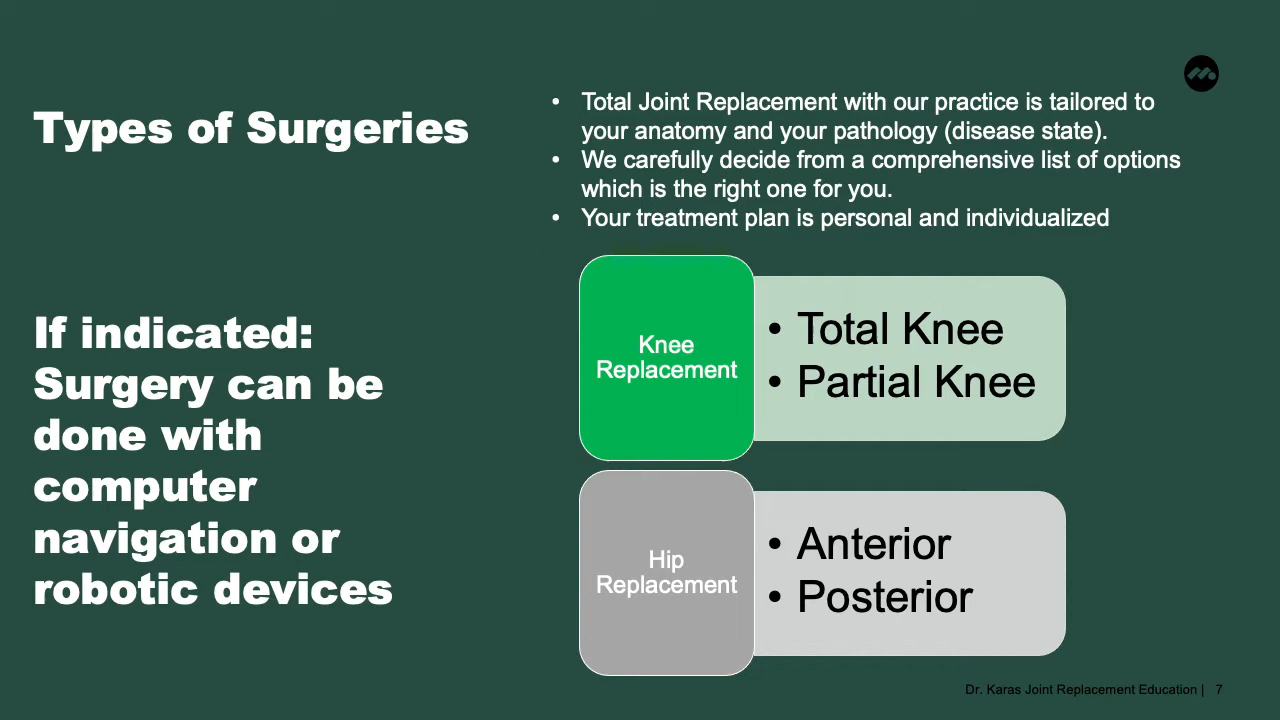 Types of Surgeries
• Total Joint Replacement with our practice is tailored to
your anatomy and your pathology (disease state).
• We carefully decide from a comprehensive list of options
which is the right one for you.
• Your treatment plan is personal and individualized
If indicated:
Surgery can be
done with
computer
navigation or
robotic devices
Knee
Replacement
• Total Knee
• Partial Knee
Hip
Replacement
• Anterior
• Posterior
Dr. Karas Joint Replacement Education | 7